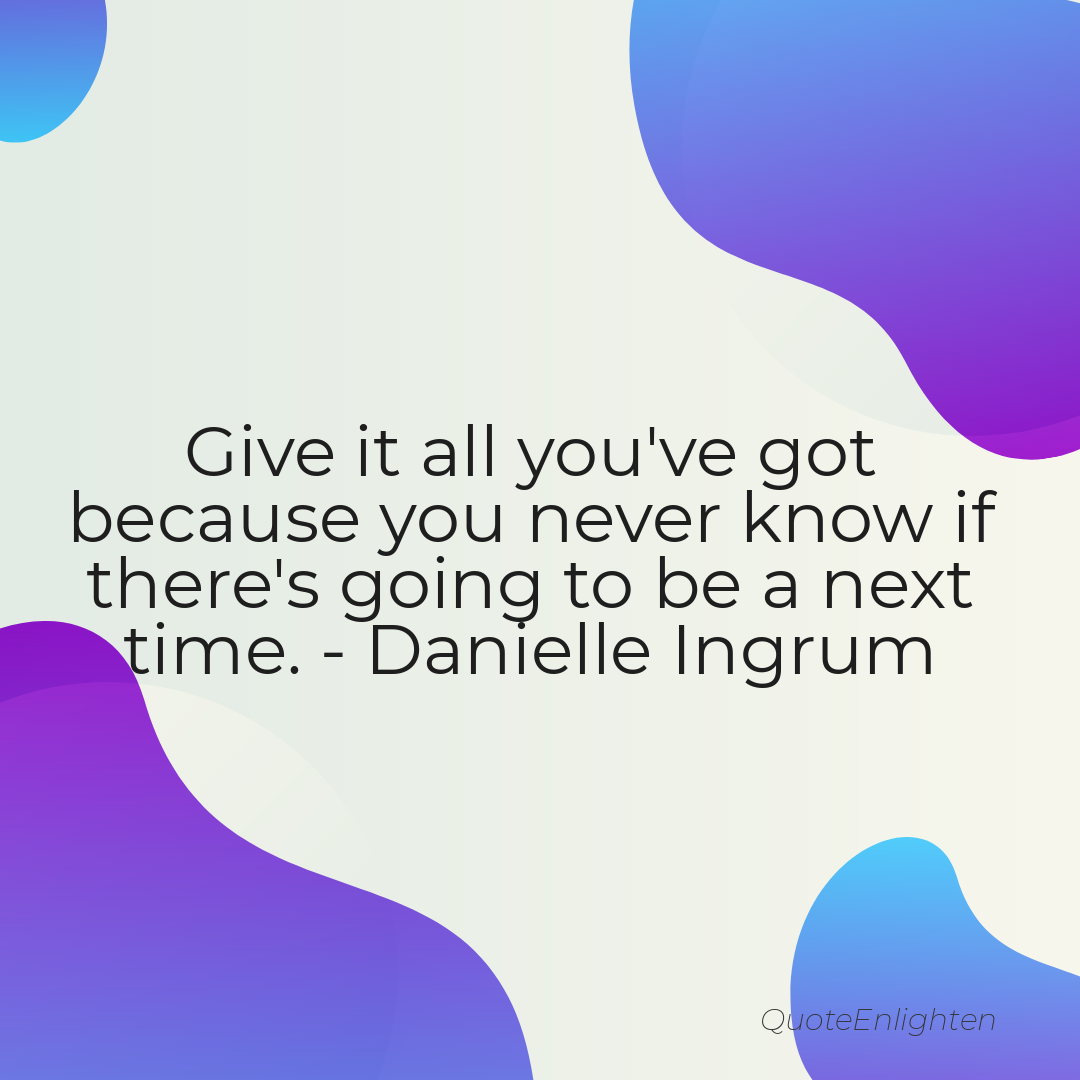 Give it all you've got
because you never know if
there's going to be a next
time. - Danielle Ingrum
QuoteEnlighten